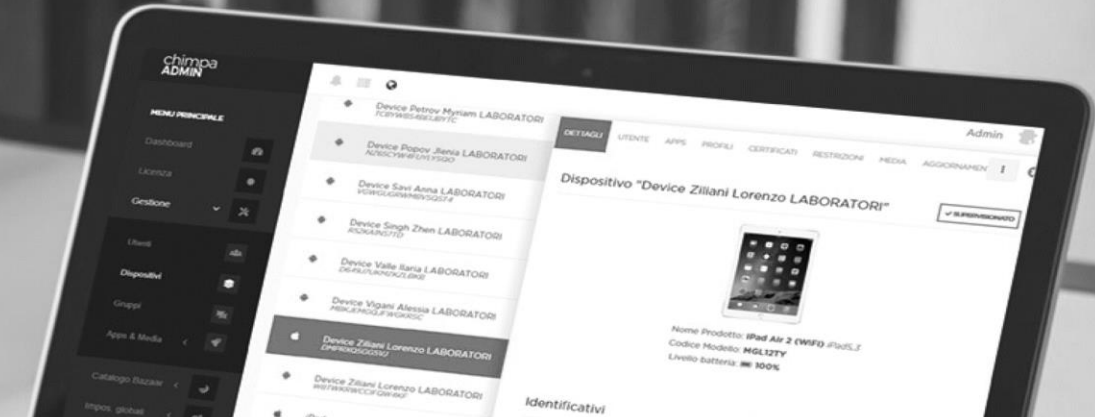 chimpa
ADMIN
MENU PRINCIPALE
Dashboard
Licenza
Gestione
Utenti
Dispositivi
Gruppi
Apps & Media
Catalogo Bazaar
Impos. globali
Device Petrov Myriam LABORATORI
Device Popov Jlenia LABORATORI
Device Savi Anna LABORATORI
Device Singh Zhen LABORATORI
Device Valle Ilaria LABORATORI
Device Vigani Alessia LABORATORI
Device Ziliani Lorenzo LABORATORI
Device Ziliani Lorenzo LABORATORI
Admin
DETTAGLI UTENTE APPS PROFILI CERTIFICATI RESTRIZIONI MEDIA AGGIORNAMEN
Dispositivo "Device Ziliani Lorenzo LABORATORI"
SUPERVISIONATO
Nome Prodotto: iPad Air 2 (WiFi) iPad5,3
Codice Modello: MGL12TY
Livello batteria: 100%
Identificativi